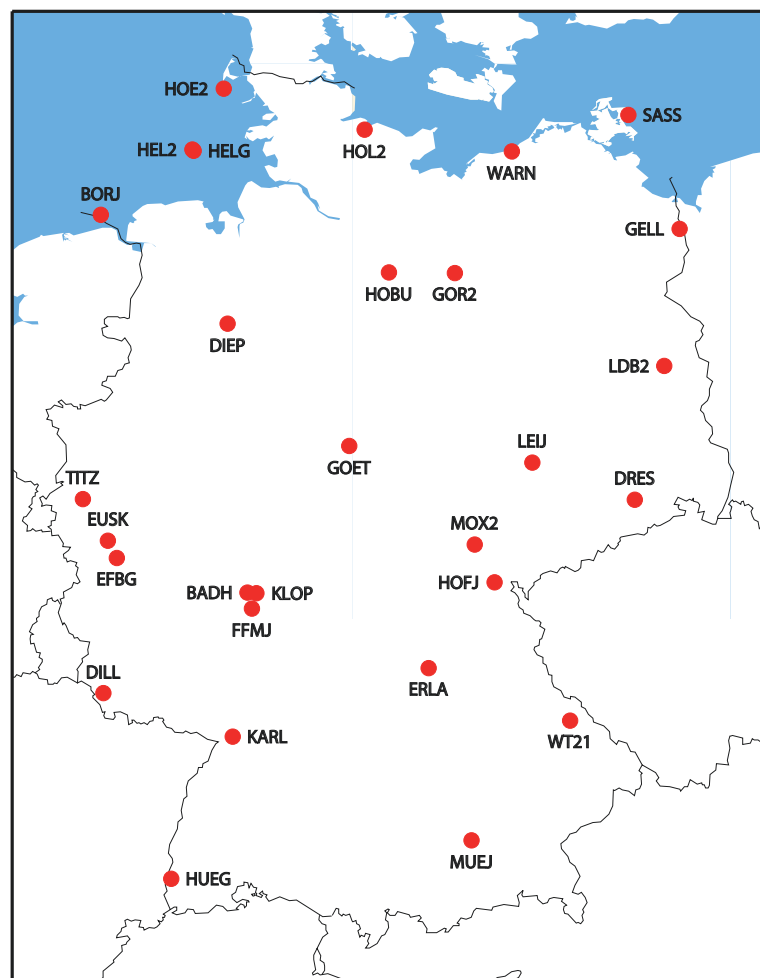 HOE2
SASS
HOL2
HEL2
HELG
WARN
BORJ
GELL
HOBU
GOR2
DIEP
LDB2
LEIJ
GOET
TITZ
DRES
EUSK
MOX2
EFBG
HOFJ
BADH
KLOP
FFMJ
DILL
ERLA
KARL
WT21
MUEJ
HUEG